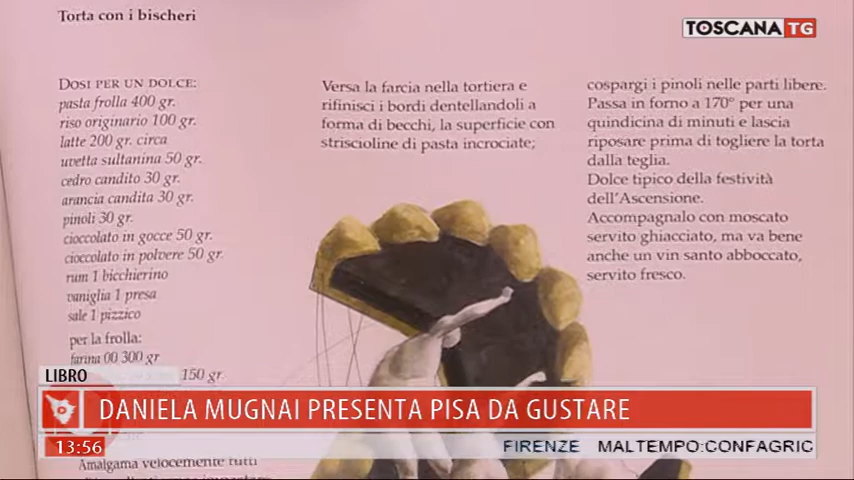 Torta con i bischeri
TOSCANA TG
DOSI PER UN DOLCE:
pasta frolla 400 gr.
riso originario 100 gr.
latte 200 gr. circa
uvetta sultanina 50 gr.
cedro candito 30 gr.
arancia candita 30 gr.
pinoli 30 gr.
cioccolato in gocce 50 gr.
cioccolato in polvere 50 gr.
rum 1 bicchierino
vaniglia 1 presa
sale 1 pizzico
per la frolla:
farina 00 300 gr
150 gr.
Amalgama velocemente tutti
Versa la farcia nella tortiera e
rifinisci i bordi dentellandoli a
forma di becchi, la superficie con
striscioline di pasta incrociate;
cospargi i pinoli nelle parti libere.
Passa in forno a 170° per una
quindicina di minuti e lascia
riposare prima di togliere la torta
dalla teglia.
Dolce tipico della festività
dell'Ascensione.
Accompagnalo con moscato
servito ghiacciato, ma va bene
anche un vin santo abboccato,
servito fresco.
LIBRO
DANIELA MUGNAI PRESENTA PISA DA GUSTARE
13:56
FIRENZE MALTEMPO:CONFAGRIC